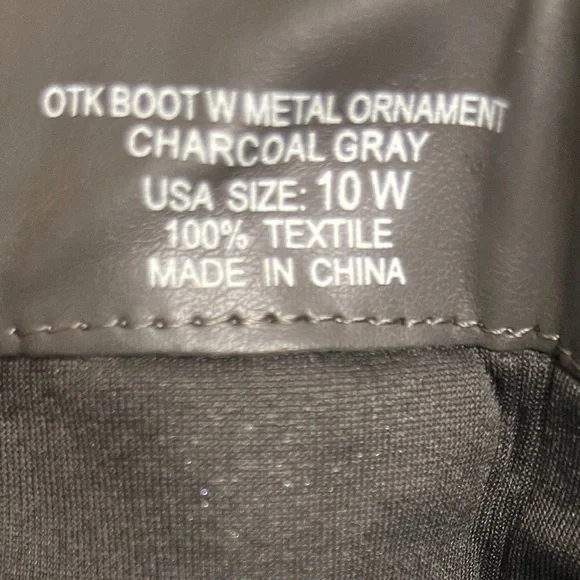 OTK BOOT W METAL ORNAMENT
CHARCOAL GRAY
USA SIZE: 10 W
100% TEXTILE
MADE IN CHINA